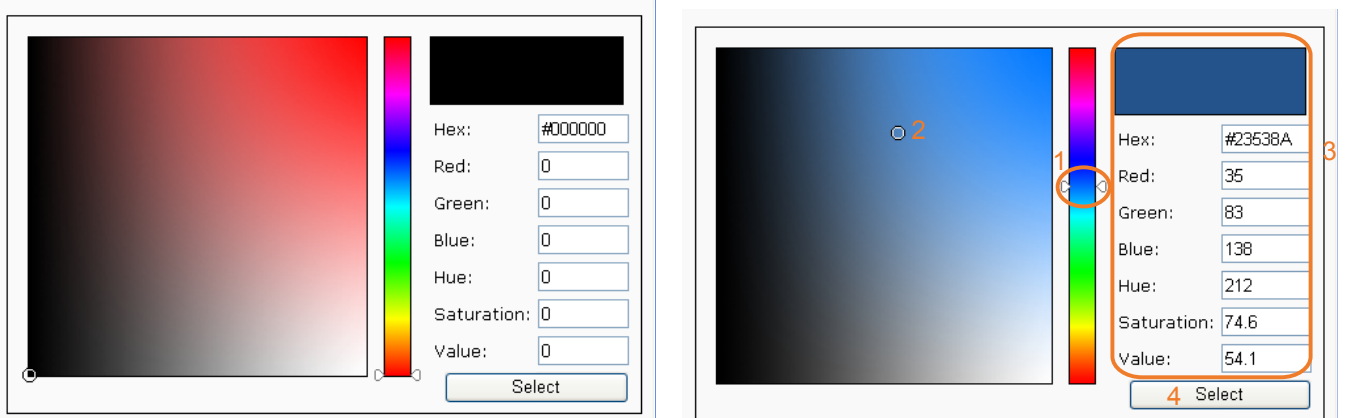 Hex: #000000
Red: 0
Green: 0
Blue: 0
Hue: 0
Saturation: 0
Value: 0
Select
2
1
3
Hex: #23538A
Red: 35
Green: 83
Blue: 138
Hue: 212
Saturation: 74.6
Value: 54.1
4 Select